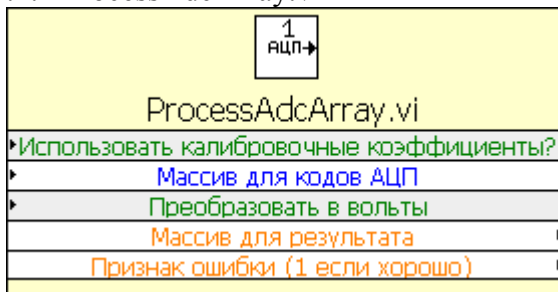 1
АЦП
ProcessAdcArray.vi
Использовать калибровочные коэффициенты?
Массив для кодов АЦП
Преобразовать в вольты
Массив для результата
Признак ошибки (1 если хорошо)